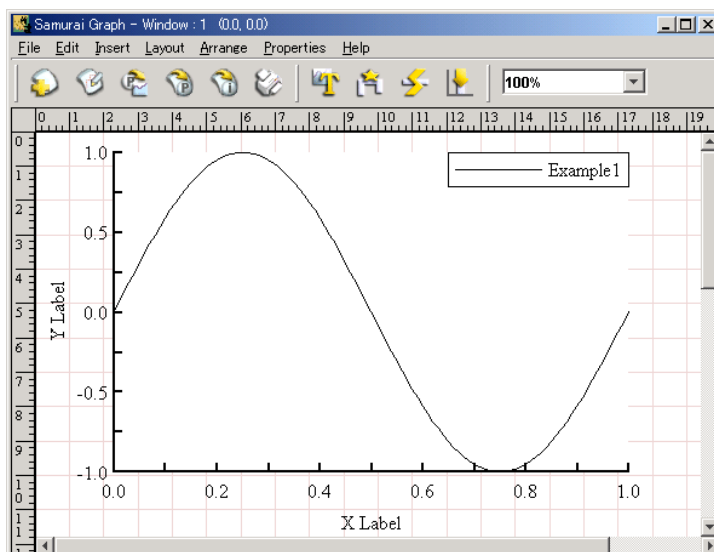 Samurai Graph - Window : 1 (0.0, 0.0)
File Edit Insert Layout Arrange Properties Help
P P i T 100%
0 1 2 3 4 5 6 7 8 9 10 11 12 13 14 15 16 17 18 19
0
1
2
3
4
5
6
7
8
9
10
11
1.0
0.5
0.0
-0.5
-1.0
Y Label
Example1
0.0 0.2 0.4 0.6 0.8 1.0
X Label